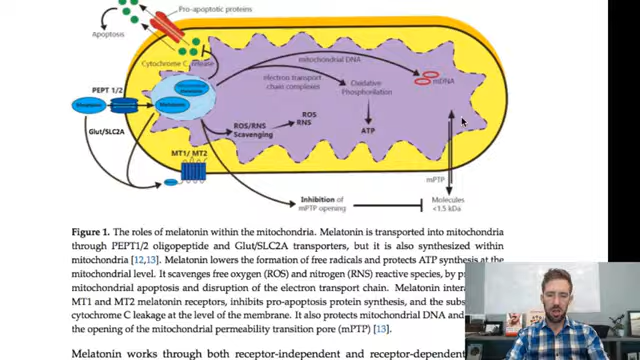 Pro-apoptotic proteins
Apoptosis
Cytochrome C release
mitochondrial DNA
mDNA
electron transport
chain complexes
Oxidative
Phosphorilation
PEPT 1/2
Melatonin
Melatonin
Glut/SLC2A
ROS/RNS
Scavenging
ROS
RNS
ATP
MT1/ MT2
mPTP
Inhibition of
mPTP opening
Molecules
<1.5 kDa
Figure 1. The roles of melatonin within the mitochondria. Melatonin is transported into mitochondria
through PEPT1/2 oligopeptide and Glut/SLC2A transporters, but it is also synthesized within
mitochondria [12,13]. Melatonin lowers the formation of free radicals and protects ATP synthesis at the
mitochondrial level. It scavenges free oxygen (ROS) and nitrogen (RNS) reactive species, by p
mitochondrial apoptosis and disruption of the electron transport chain. Melatonin intera
MT1 and MT2 melatonin receptors, inhibits pro-apoptotic protein synthesis, and the subs
cytochrome C leakage at the level of the membrane. It also protects mitochondrial DNA and
the opening of the mitochondrial permeability transition pore (mPTP) [13].
Melatonin works through both receptor-independent and receptor-dependent